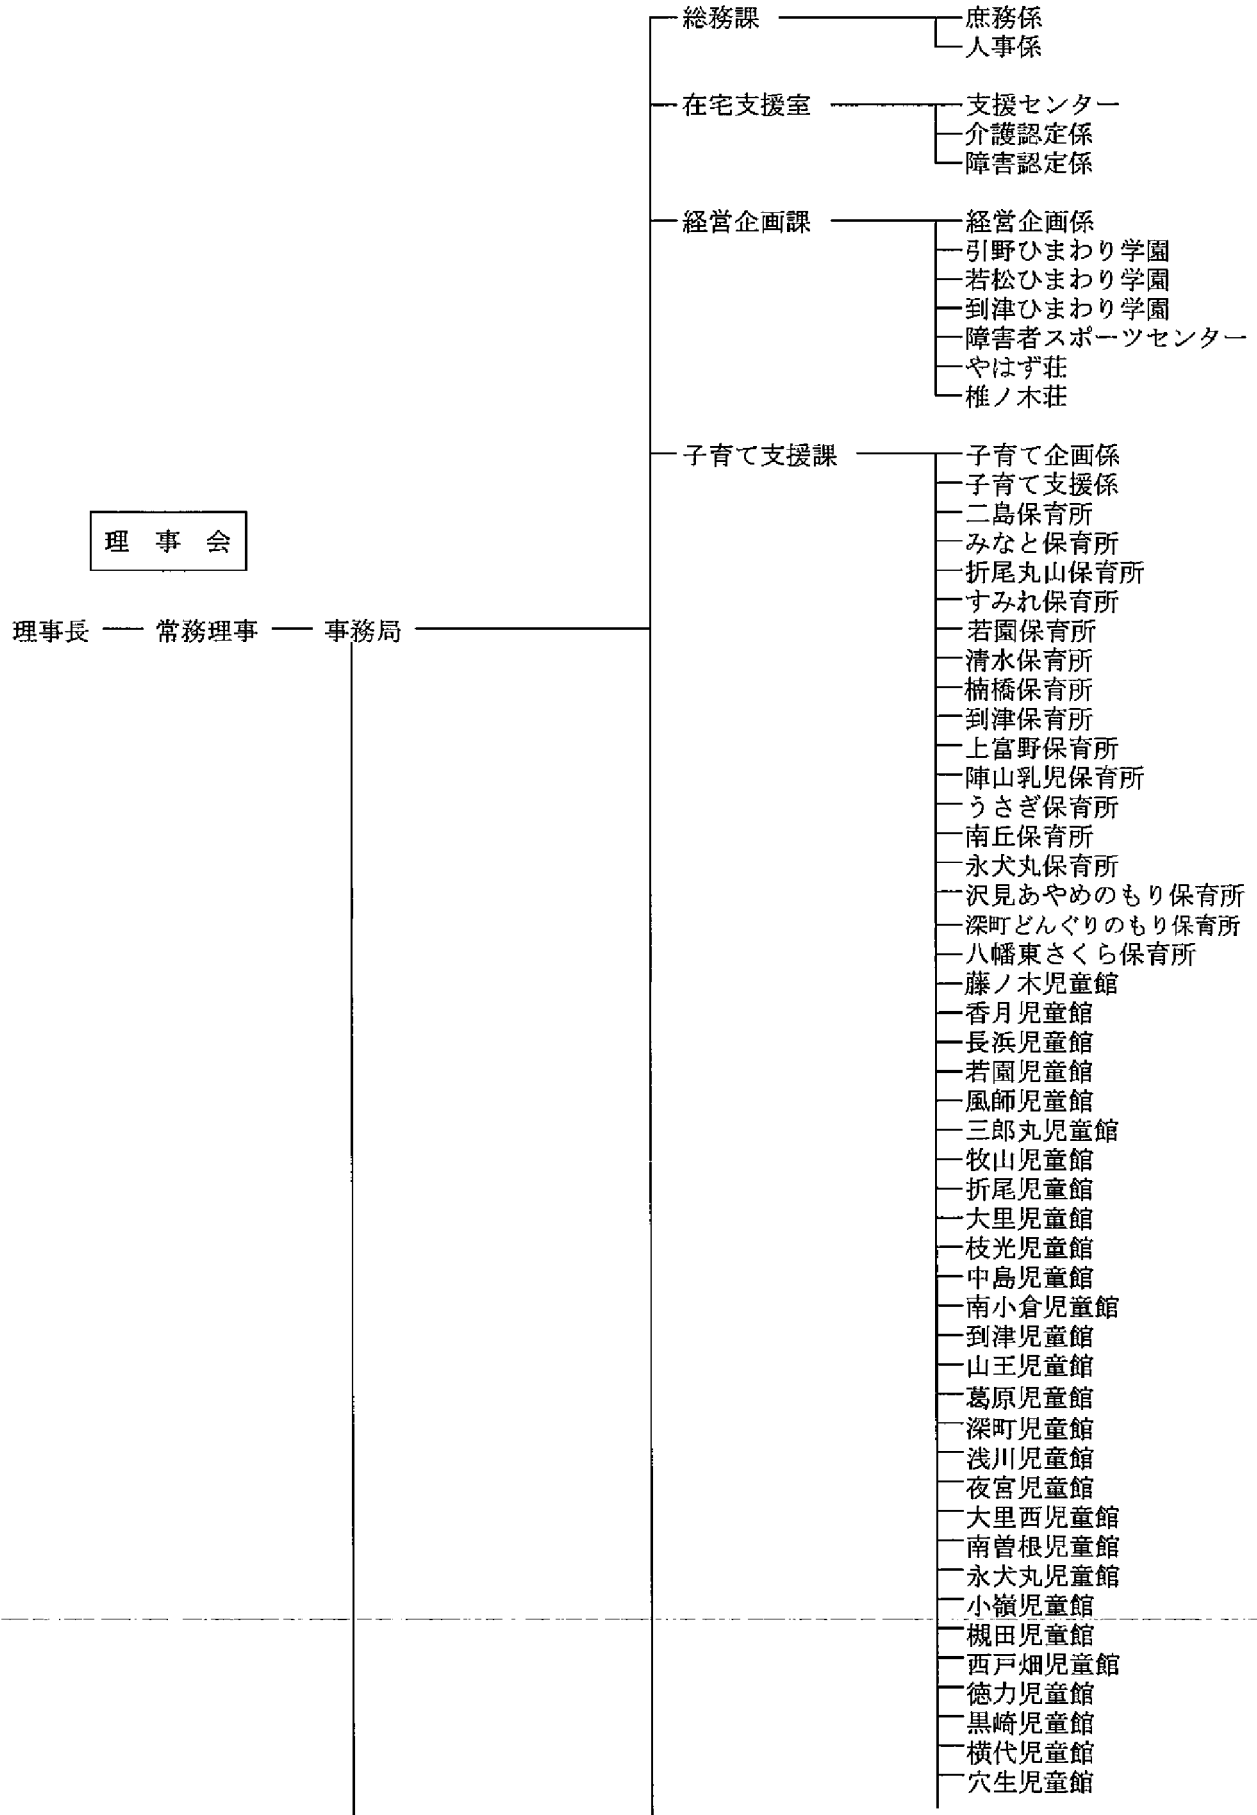 総務課 庶務係
人事係
在宅支援室 支援センター
介護認定係
障害認定係
経営企画課 経営企画係
引野ひまわり学園
若松ひまわり学園
到津ひまわり学園
障害者スポーツセンター
やはず荘
椎ノ木荘
子育て支援課 子育て企画係
子育て支援係
二島保育所
理事会
みなと保育所
折尾丸山保育所
すみれ保育所
理事長 常務理事 事務局
若園保育所
清水保育所
楠橋保育所
到津保育所
上富野保育所
陣山乳児保育所
うさぎ保育所
南丘保育所
永犬丸保育所
沢見あやめのもり保育所
深町どんぐりのもり保育所
八幡東さくら保育所
藤ノ木児童館
香月児童館
長浜児童館
若園児童館
風師児童館
三郎丸児童館
牧山児童館
折尾児童館
大里児童館
枝光児童館
中島児童館
南小倉児童館
到津児童館
山王児童館
葛原児童館
深町児童館
浅川児童館
夜宮児童館
大里西児童館
南曽根児童館
永犬丸児童館
小嶺児童館
槻田児童館
西戸畑児童館
徳力児童館
黒崎児童館
横代児童館
穴生児童館